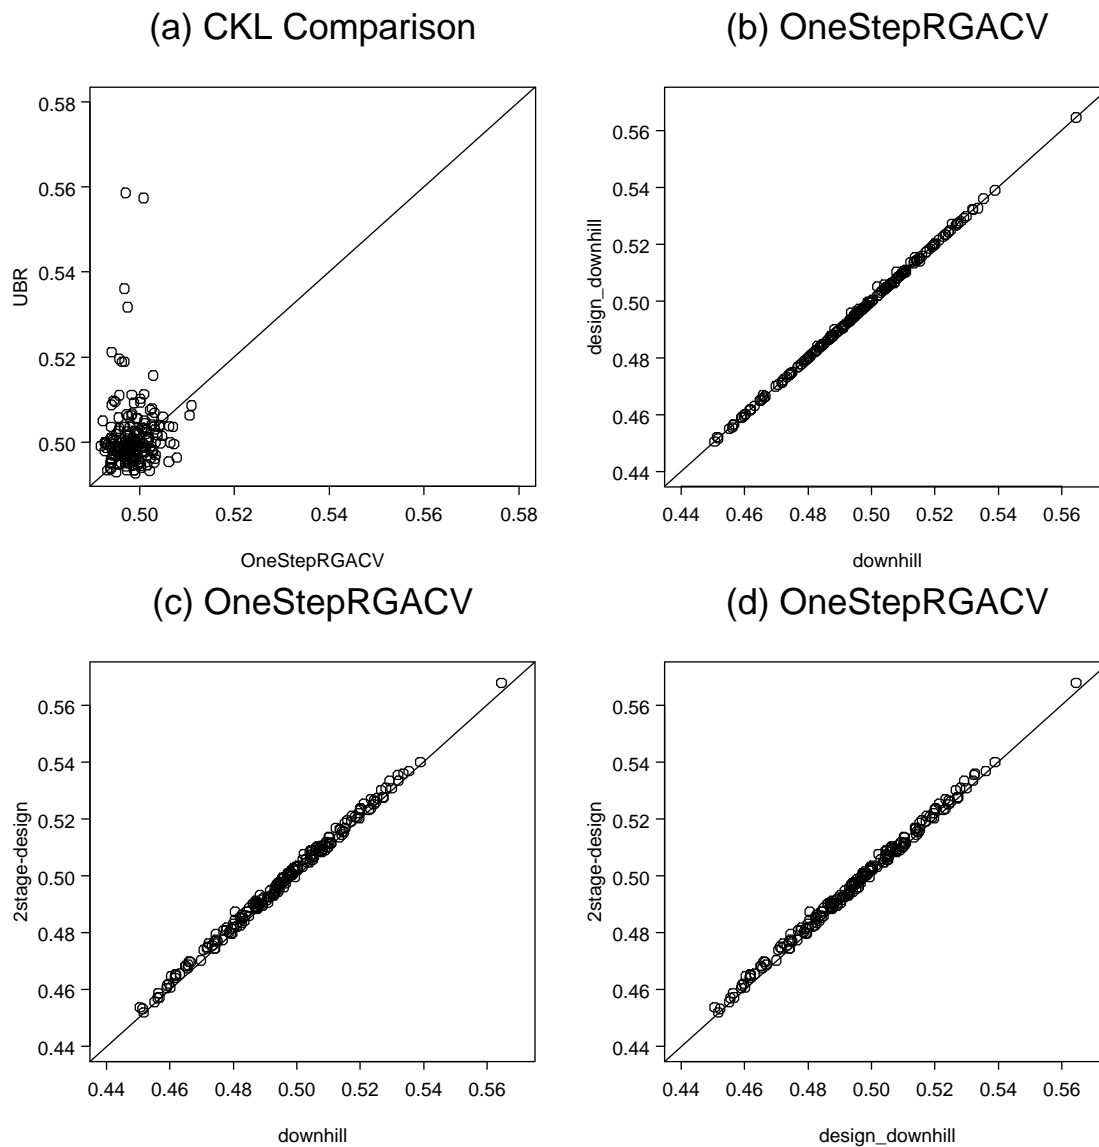 (a) CKL Comparison
0.58
0.56
0.54
0.52
0.50
UBR
0.50 0.52 0.54 0.56 0.58
OneStepRGACV
(b) OneStepRGACV
0.56
0.54
0.52
0.50
0.48
0.46
0.44
design_downhill
0.44 0.46 0.48 0.50 0.52 0.54 0.56
downhill
(c) OneStepRGACV
0.56
0.54
0.52
0.50
0.48
0.46
0.44
2stage-design
0.44 0.46 0.48 0.50 0.52 0.54 0.56
downhill
(d) OneStepRGACV
0.56
0.54
0.52
0.50
0.48
0.46
0.44
2stage-design
0.44 0.46 0.48 0.50 0.52 0.54 0.56
design_downhill